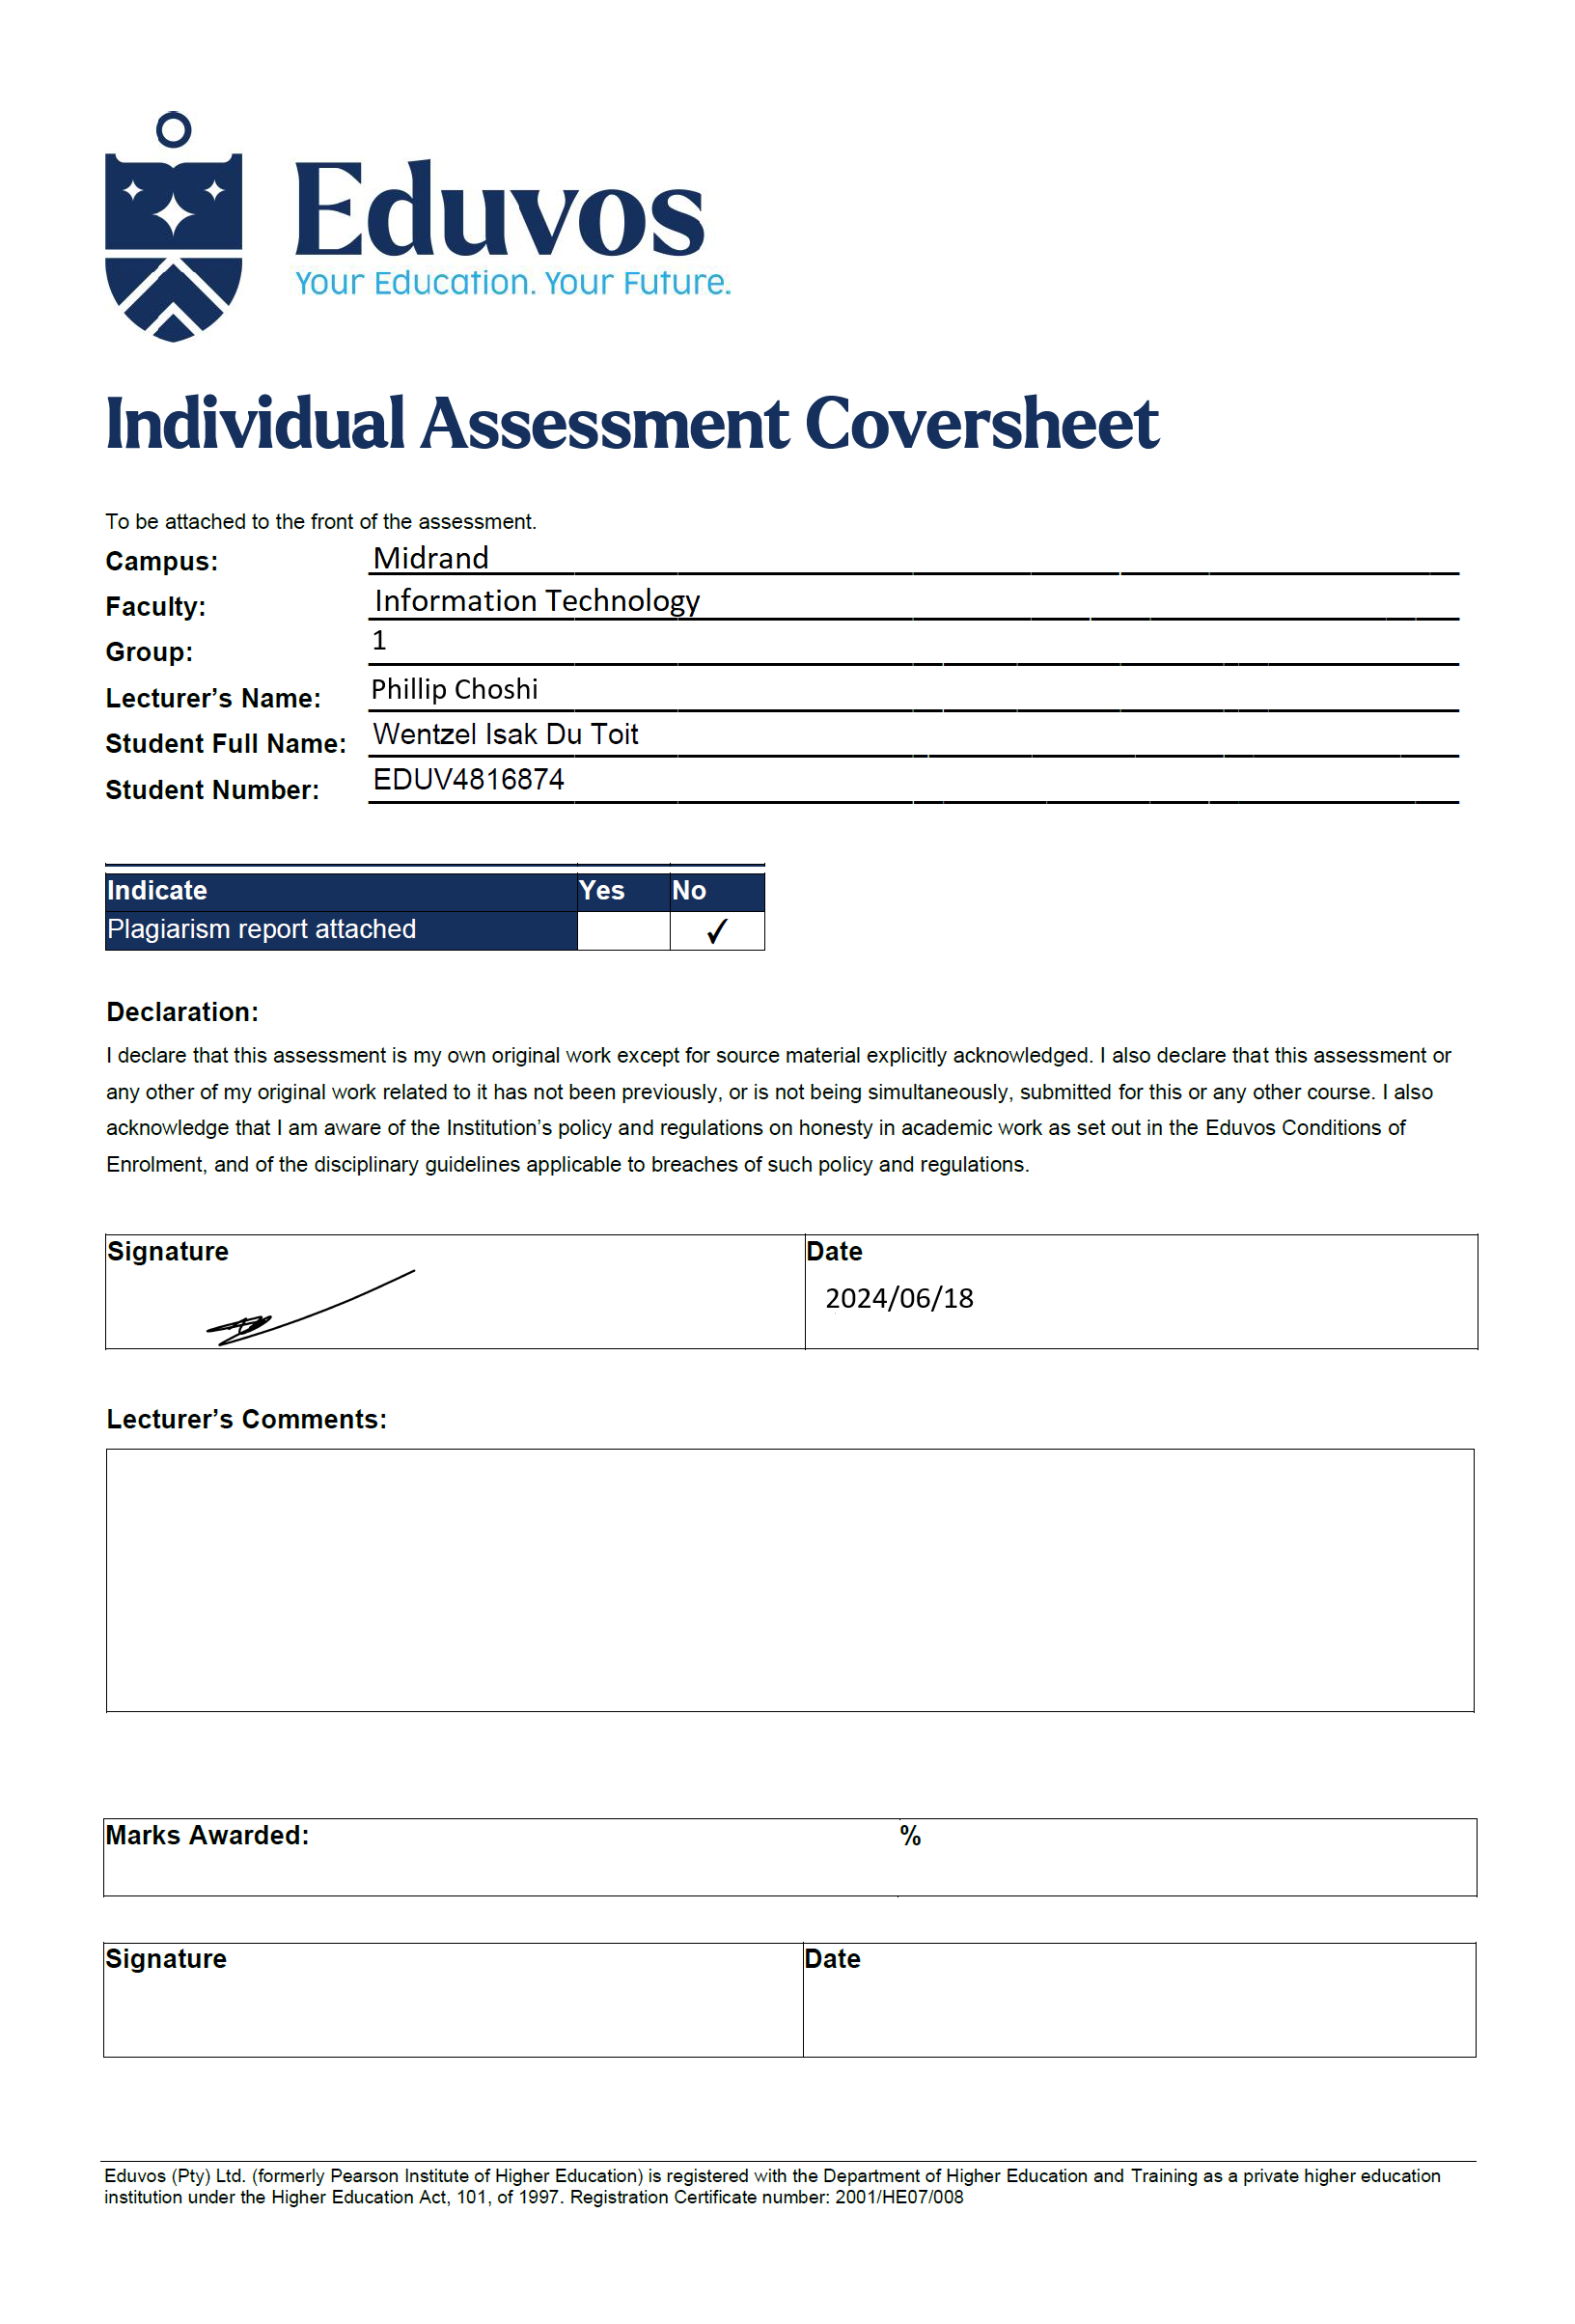 Eduvos
Your Education. Your Future.
Individual Assessment Coversheet
To be attached to the front of the assessment.
Campus: Midrand
Faculty: Information Technology
Group: 1
Lecturer’s Name: Phillip Choshi
Student Full Name: Wentzel Isak Du Toit
Student Number: EDUV4816874
Indicate Yes No
Plagiarism report attached ✓
Declaration:
I declare that this assessment is my own original work except for source material explicitly acknowledged. I also declare that this assessment or
any other of my original work related to it has not been previously, or is not being simultaneously, submitted for this or any other course. I also
acknowledge that I am aware of the Institution’s policy and regulations on honesty in academic work as set out in the Eduvos Conditions of
Enrolment, and of the disciplinary guidelines applicable to breaches of such policy and regulations.
Signature Date
2024/06/18
Lecturer’s Comments:
Marks Awarded: %
Signature Date
Eduvos (Pty) Ltd. (formerly Pearson Institute of Higher Education) is registered with the Department of Higher Education and Training as a private higher education
institution under the Higher Education Act, 101, of 1997. Registration Certificate number: 2001/HE07/008